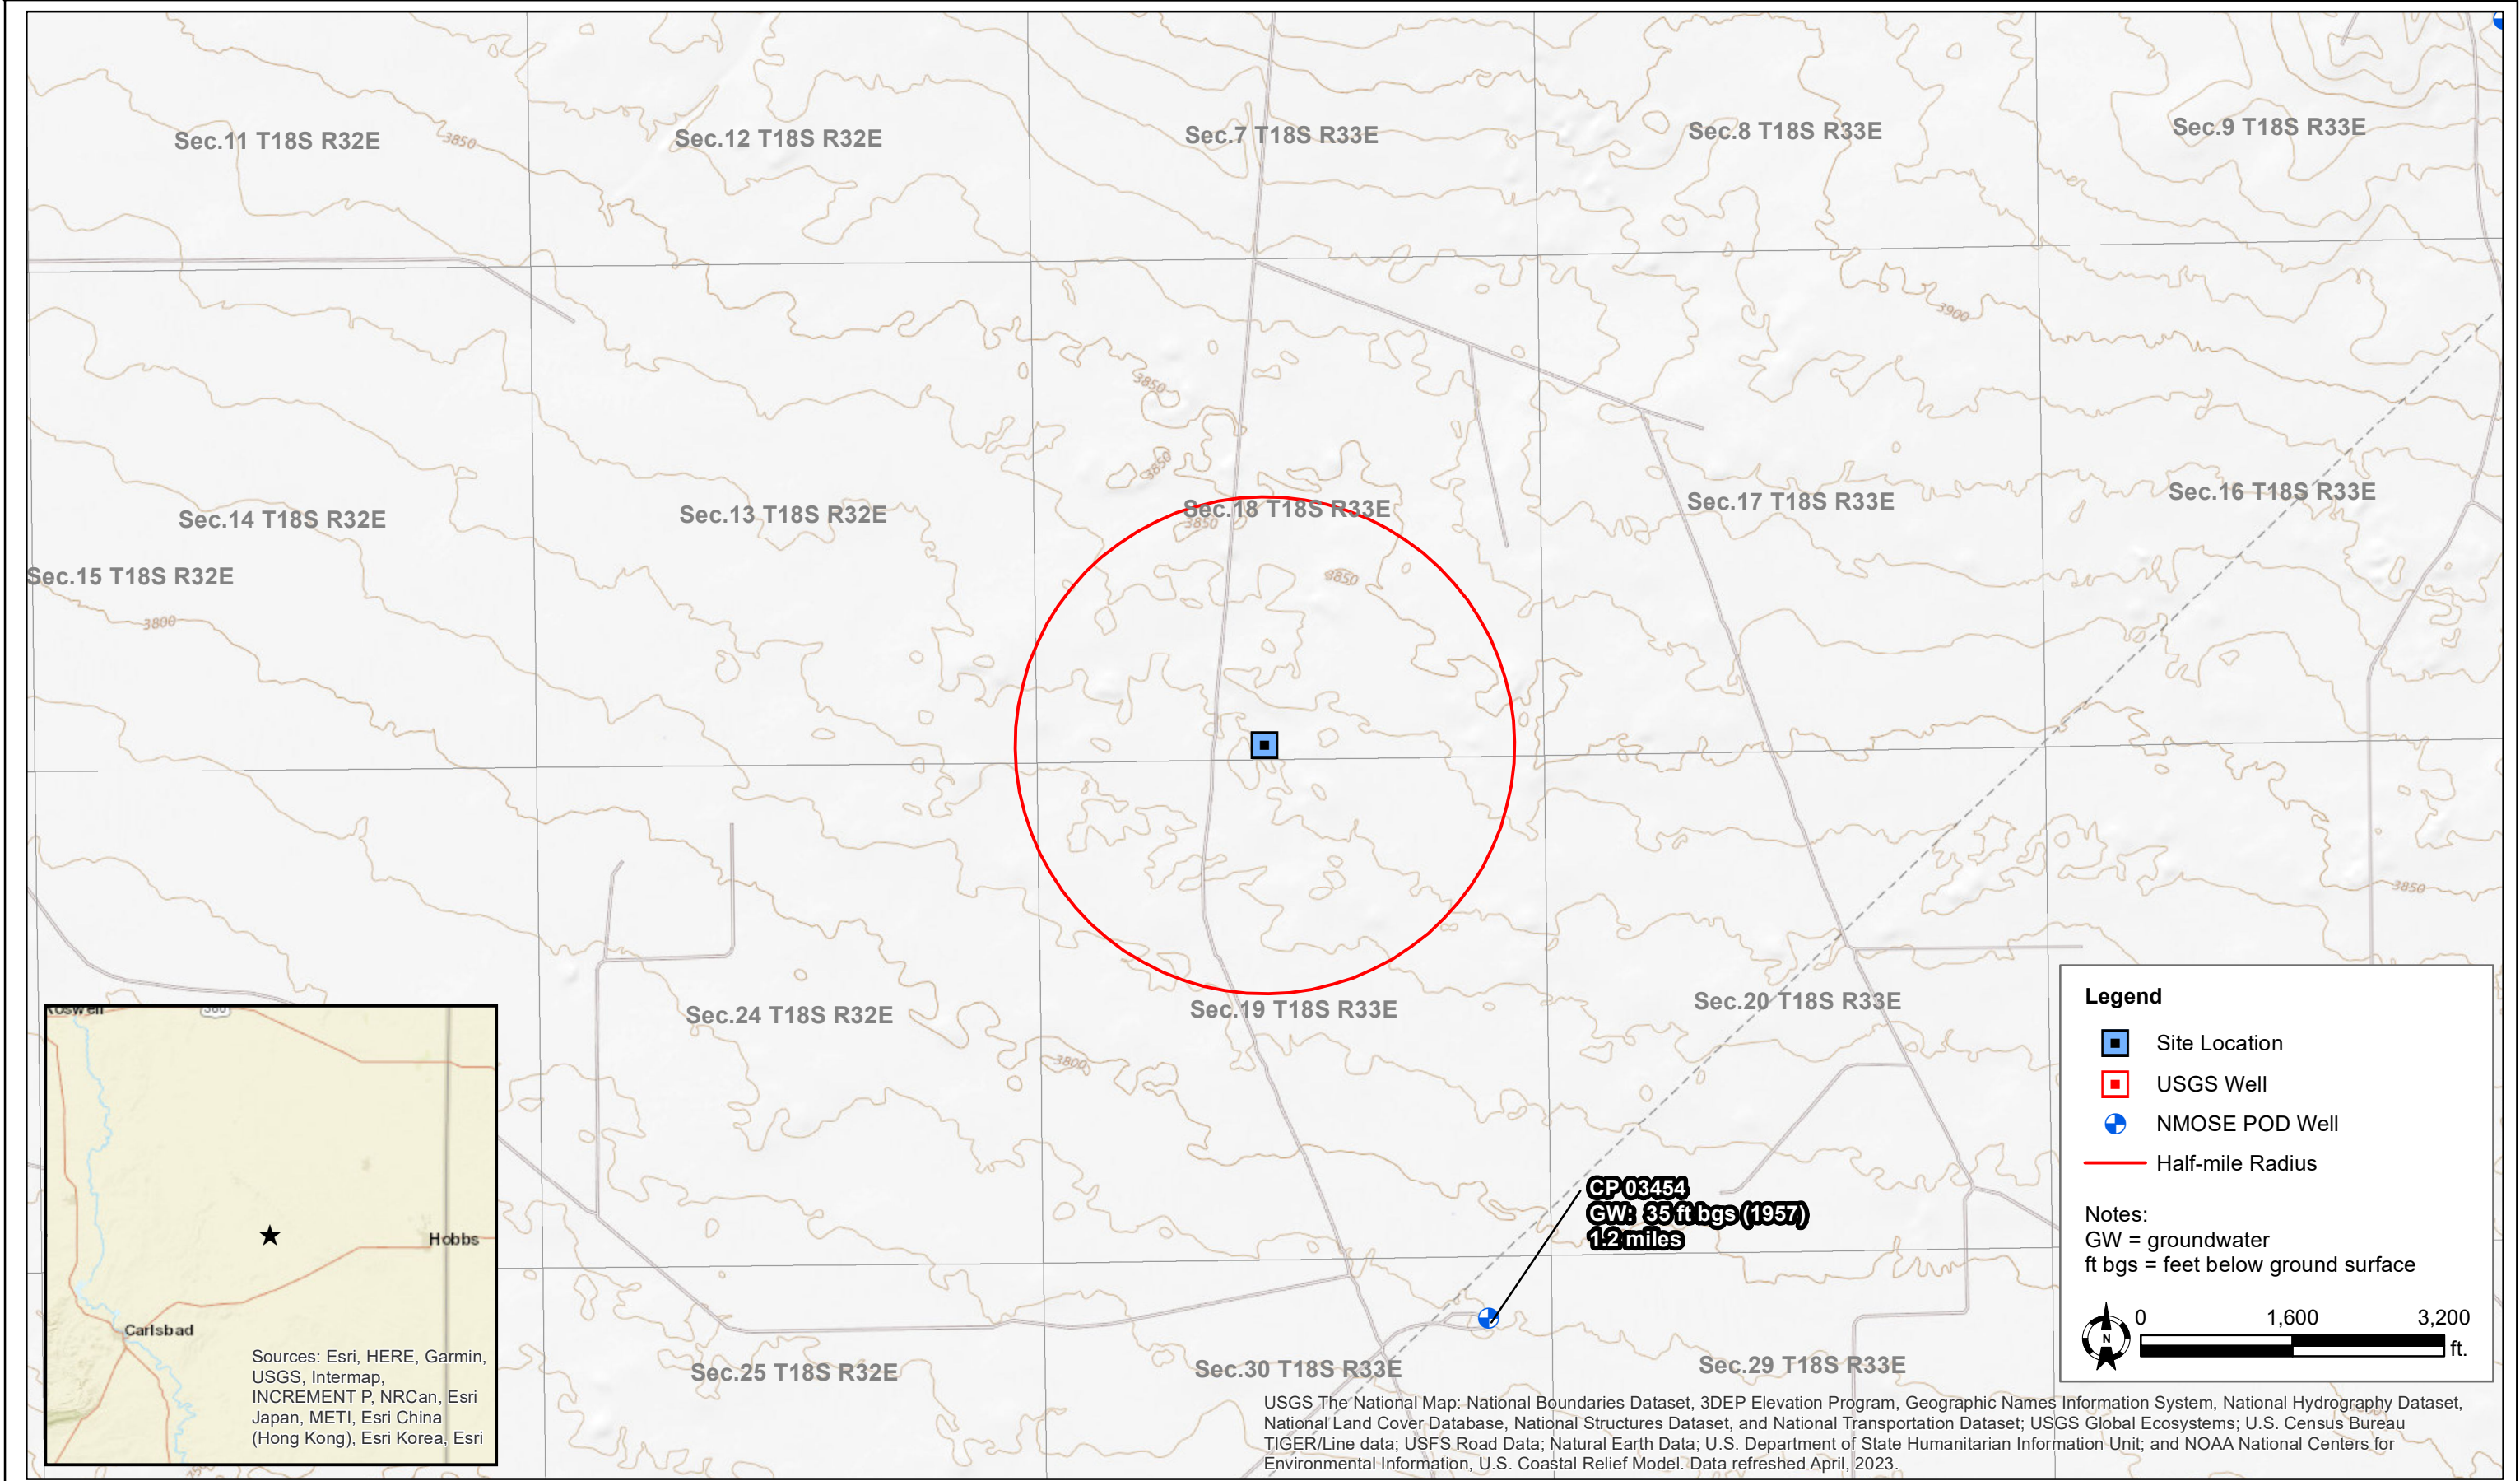 Sec.11 T18S R32E
Sec.12 T18S R32E
Sec.7 T18S R33E
Sec.8 T18S R33E
Sec.9 T18S R33E
3850
3900
3850
3850
Sec.14 T18S R32E
Sec.13 T18S R32E
Sec.18 T18S R33E
Sec.17 T18S R33E
Sec.16 T18S R33E
3850
Sec.15 T18S R32E
3850
3800
3850
Sec.24 T18S R32E
Sec.19 T18S R33E
Sec.20 T18S R33E
3800
CP 03454
GW: 35 ft bgs (1957)
1.2 miles
Sec.25 T18S R32E
Sec.30 T18S R33E
Sec.29 T18S R33E
Roswell
380
Hobbs
Carlsbad
Sources: Esri, HERE, Garmin,
USGS, Intermap,
INCREMENT P, NRCan, Esri
Japan, METI, Esri China
(Hong Kong), Esri Korea, Esri
Legend
Site Location
USGS Well
NMOSE POD Well
Half-mile Radius
Notes:
GW = groundwater
ft bgs = feet below ground surface
N
0 1,600 3,200
ft.
USGS The National Map: National Boundaries Dataset, 3DEP Elevation Program, Geographic Names Information System, National Hydrography Dataset,
National Land Cover Database, National Structures Dataset, and National Transportation Dataset; USGS Global Ecosystems; U.S. Census Bureau
TIGER/Line data; USFS Road Data; Natural Earth Data; U.S. Department of State Humanitarian Information Unit; and NOAA National Centers for
Environmental Information, U.S. Coastal Relief Model. Data refreshed April, 2023.